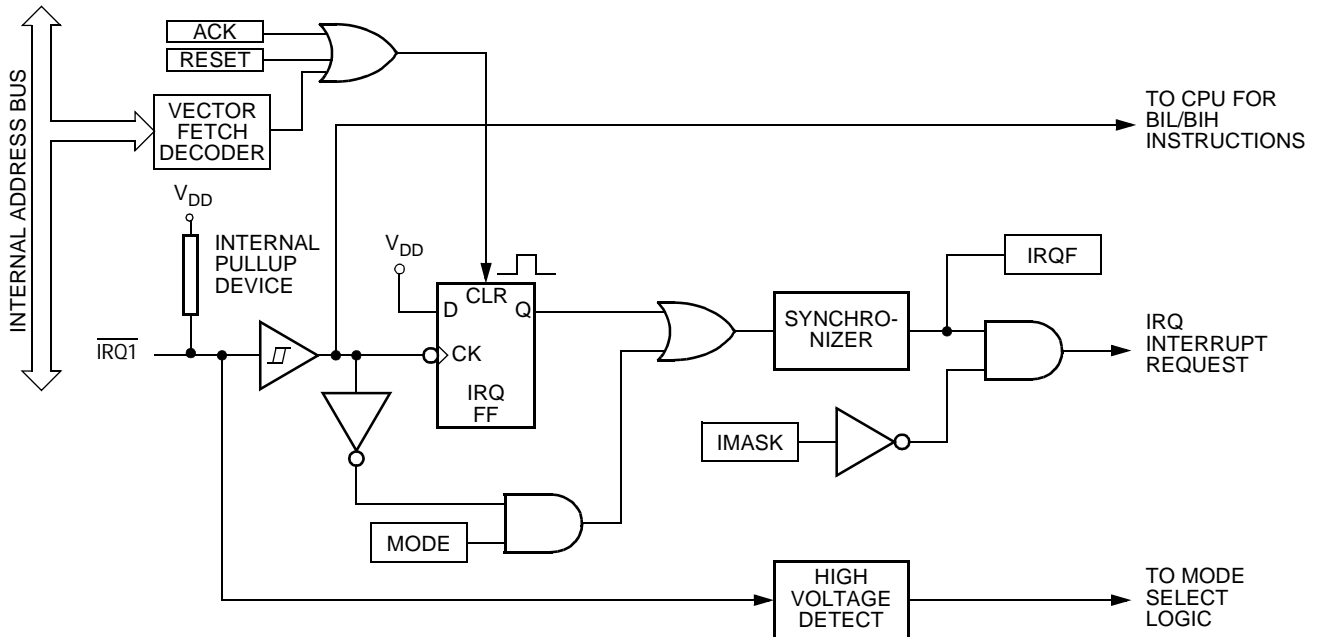 INTERNAL ADDRESS BUS
ACK
RESET
VECTOR
FETCH
DECODER
TO CPU FOR
BIL/BIH
INSTRUCTIONS
VDD
INTERNAL
PULLUP
DEVICE
VDD
IRQ1
D
CLR
Q
CK
IRQ
FF
SYNCHRO-
NIZER
IRQF
IRQ
INTERRUPT
REQUEST
IMASK
MODE
HIGH
VOLTAGE
DETECT
TO MODE
SELECT
LOGIC